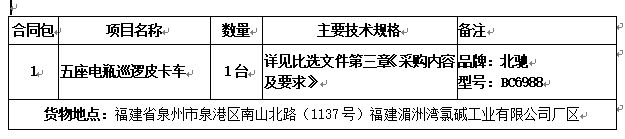 合同包 项目名称 数量 主要技术规格 备注
1 五座电瓶巡逻皮卡车 1台 详见比选文件第三章《采购内容及要求》 品牌：北驰
型号：BC6988
货物地点：福建省泉州市泉港区南山北路（1137号）福建湄洲湾氯碱工业有限公司厂区